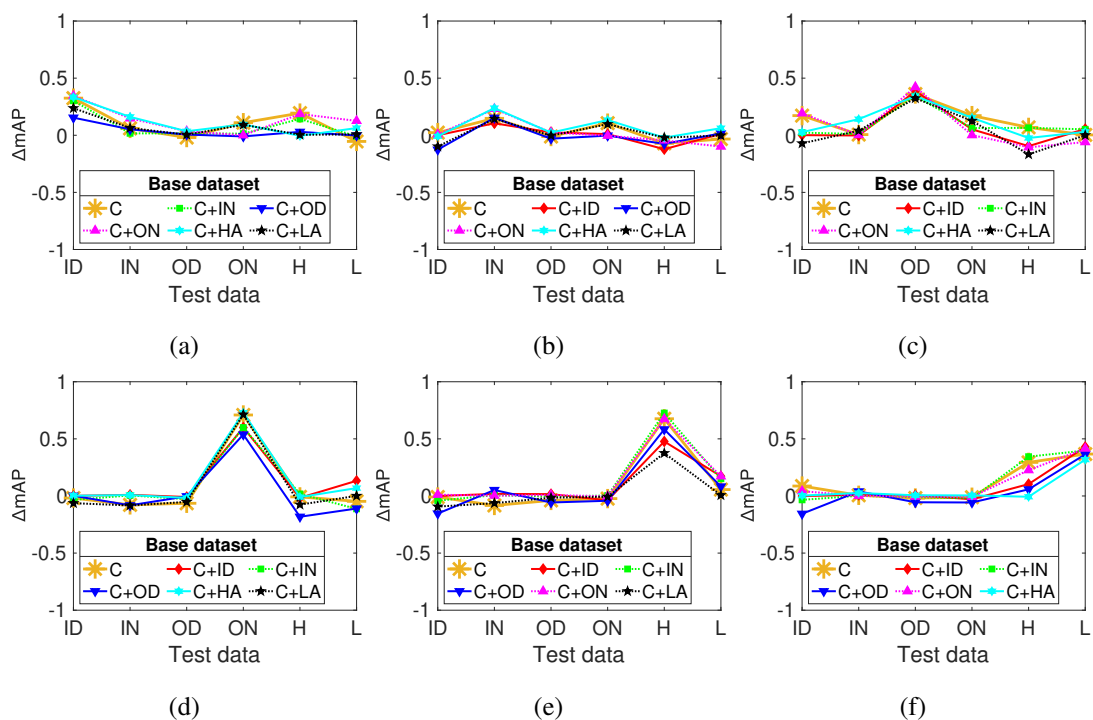 1
0.5
0
-0.5
-1
ΔmAP
Base dataset
C C+IN C+OD
C+ON C+HA C+LA
ID IN OD ON H L
Test data
(a)
1
0.5
0
-0.5
-1
ΔmAP
Base dataset
C C+ID C+OD
C+ON C+HA C+LA
ID IN OD ON H L
Test data
(b)
1
0.5
0
-0.5
-1
ΔmAP
Base dataset
C C+ID C+IN
C+ON C+HA C+LA
ID IN OD ON H L
Test data
(c)
1
0.5
0
-0.5
-1
ΔmAP
Base dataset
C C+ID C+IN
C+OD C+HA C+LA
ID IN OD ON H L
Test data
(d)
1
0.5
0
-0.5
-1
ΔmAP
Base dataset
C C+ID C+IN
C+OD C+ON C+LA
ID IN OD ON H L
Test data
(e)
1
0.5
0
-0.5
-1
ΔmAP
Base dataset
C C+ID C+IN
C+OD C+ON C+HA
ID IN OD ON H L
Test data
(f)